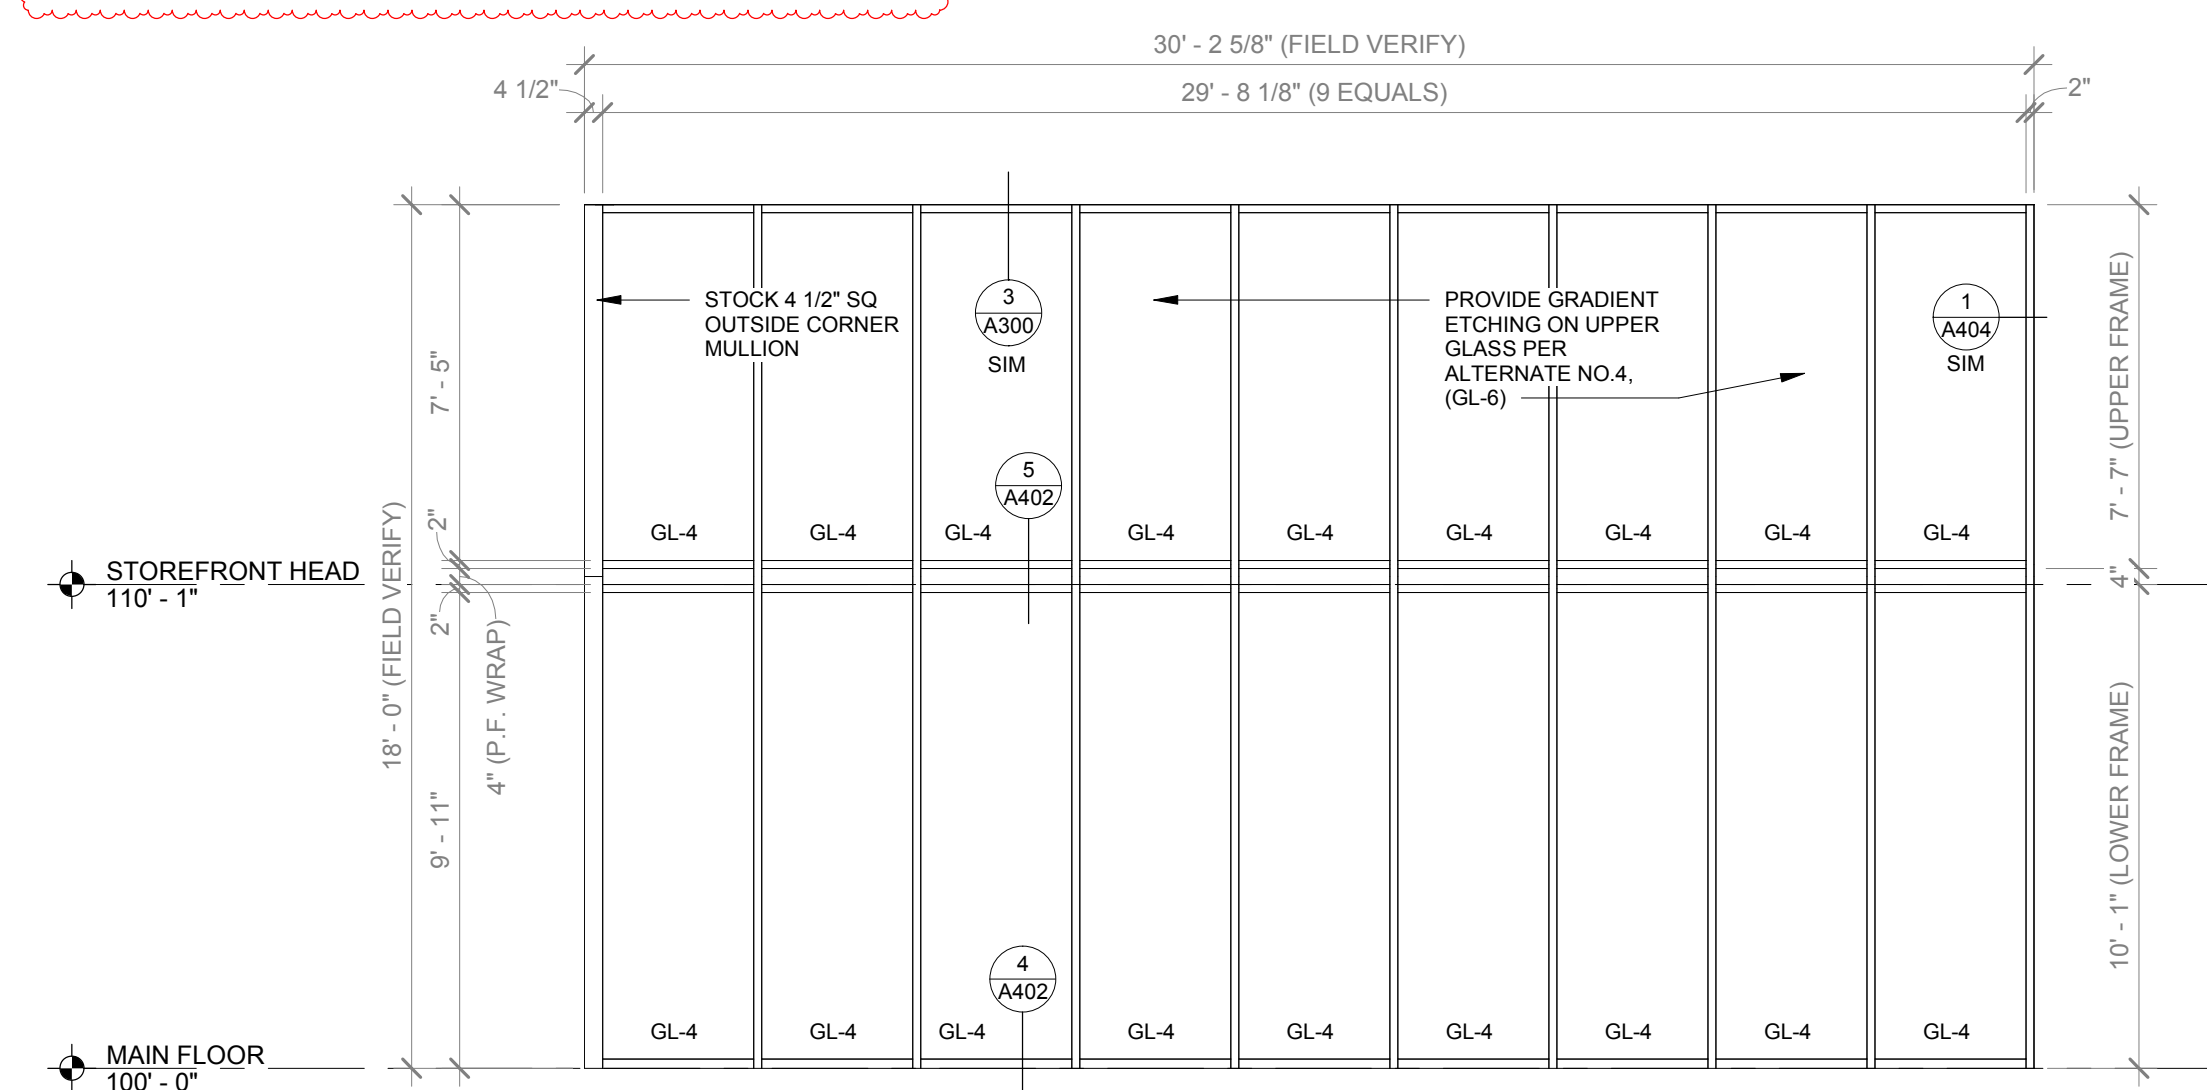 30' - 2 5/8" (FIELD VERIFY)
4 1/2"
29' - 8 1/8" (9 EQUALS)
2"
STOCK 4 1/2" SQ
OUTSIDE CORNER
MULLION
3
A300
SIM
PROVIDE GRADIENT
ETCHING ON UPPER
GLASS PER
ALTERNATE NO.4,
(GL-6)
1
A404
SIM
7' - 5"
7' - 7" (UPPER FRAME)
5
A402
2"
GL-4 GL-4 GL-4 GL-4 GL-4 GL-4 GL-4 GL-4 GL-4
STOREFRONT HEAD
110' - 1"
4"
2"
18' - 0" (FIELD VERIFY)
4" (P.F. WRAP)
9' - 11"
10' - 1" (LOWER FRAME)
4
A402
GL-4 GL-4 GL-4 GL-4 GL-4 GL-4 GL-4 GL-4 GL-4
MAIN FLOOR
100' - 0"